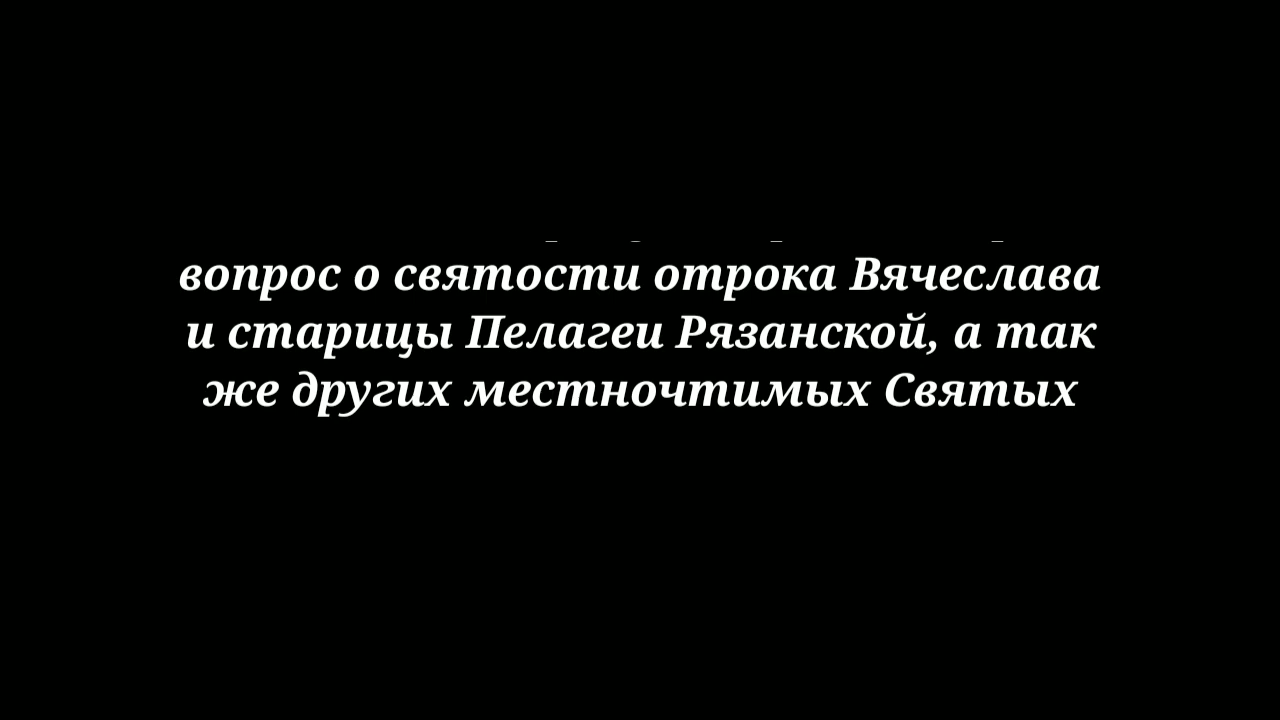 вопрос о святости отрока Вячеслава
и старицы Пелагеи Рязанской, а так
же других местночтимых Святых